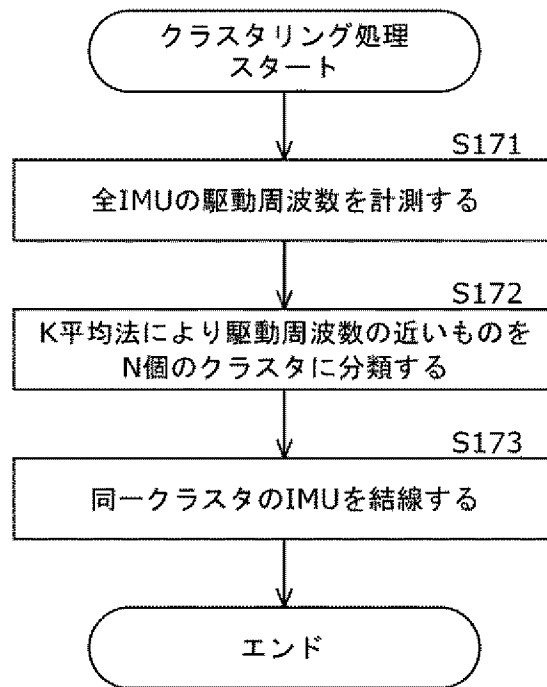 クラスタリング処理
スタート
S171
全IMUの駆動周波数を計測する
S172
K平均法により駆動周波数の近いものを
N個のクラスタに分類する
S173
同一クラスタのIMUを結線する
エンド